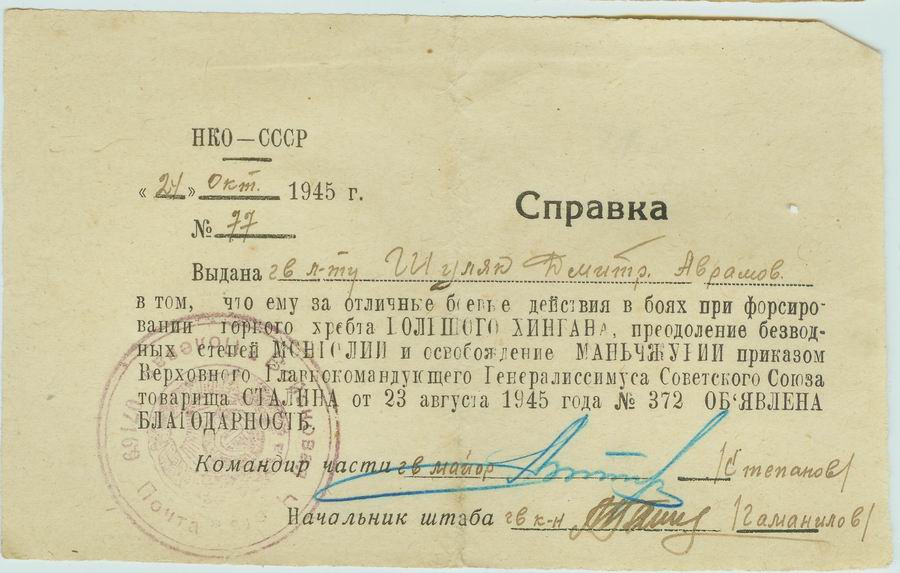 НКО—СССР
«24» Окт. 1945 г.
№ 77
Справка
Выдана гв л-ту Шуляк Дмитр. Аврамов.
в том, что ему за отличные боевые действия в боях при форсиро-
вании горного хребта БОЛЬШОГО ХИНГАНА, преодоление безвод-
ных степей МОНГОЛИИ и освобождение МАНЬЧЖУРИИ приказом
Верховного Главнокомандующего Генералиссимуса Советского Союза
товарища СТАЛИНА от 23 августа 1945 года № 372 ОБ‘ЯВЛЕНА
БЛАГОДАРНОСТЬ.
Командир части гв майор /Степанов/
Начальник штаба гв к-н
Полевая Почта